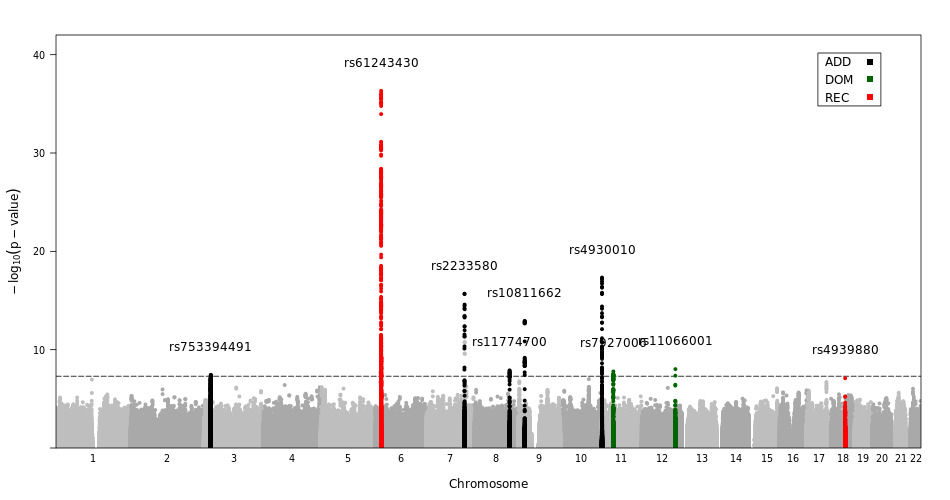 40
30
20
10
− log10(p − value)
rs61243430
ADD
DOM
REC
rs4930010
rs2233580
rs10811662
rs11774700
rs7927006
rs11066001
rs753394491
rs4939880
1 2 3 4 5 6 7 8 9 10 11 12 13 14 15 16 17 18 19 20 21 22
Chromosome